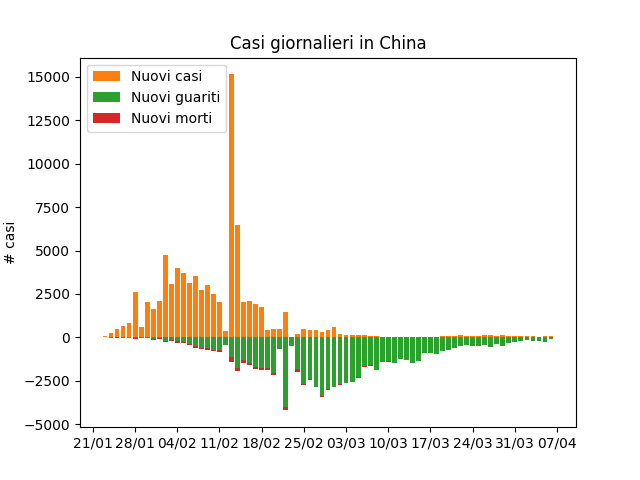 Casi giornalieri in China
Nuovi casi
Nuovi guariti
Nuovi morti
# casi
15000
12500
10000
7500
5000
2500
0
−2500
−5000
21/01 28/01 04/02 11/02 18/02 25/02 03/03 10/03 17/03 24/03 31/03 07/04